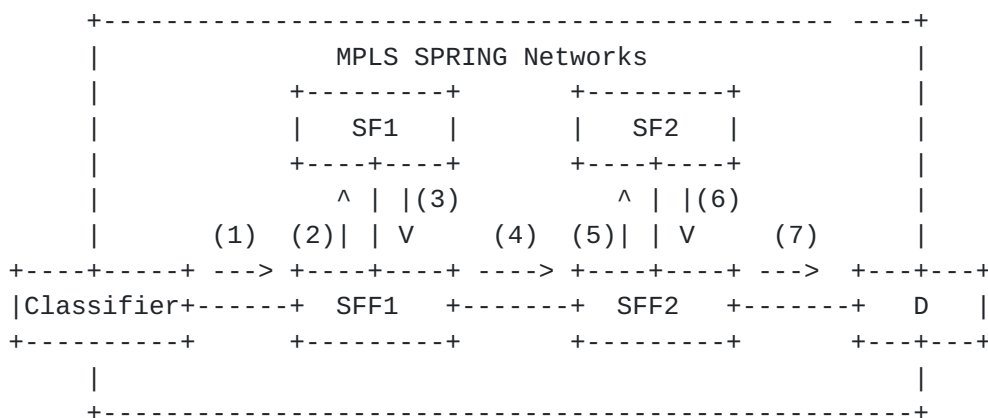 +--------------------------------------------- ----+
|              MPLS SPRING Networks               |
|           +---------+      +---------+          |
|           |   SF1   |      |   SF2   |          |
|           +----+----+      +----+----+          |
|              ^ | |(3)         ^ | |(6)          |
|       (1)  (2)| | V    (4)  (5)| | V    (7)     |
+----+-----+ ---> +----+----+ ----> +----+----+ --->  +---+---+
|Classifier+------+  SFF1   +-------+  SFF2   +-------+   D   |
+----------+      +---------+       +---------+       +---+---+
|                                                 |
+-------------------------------------------------+